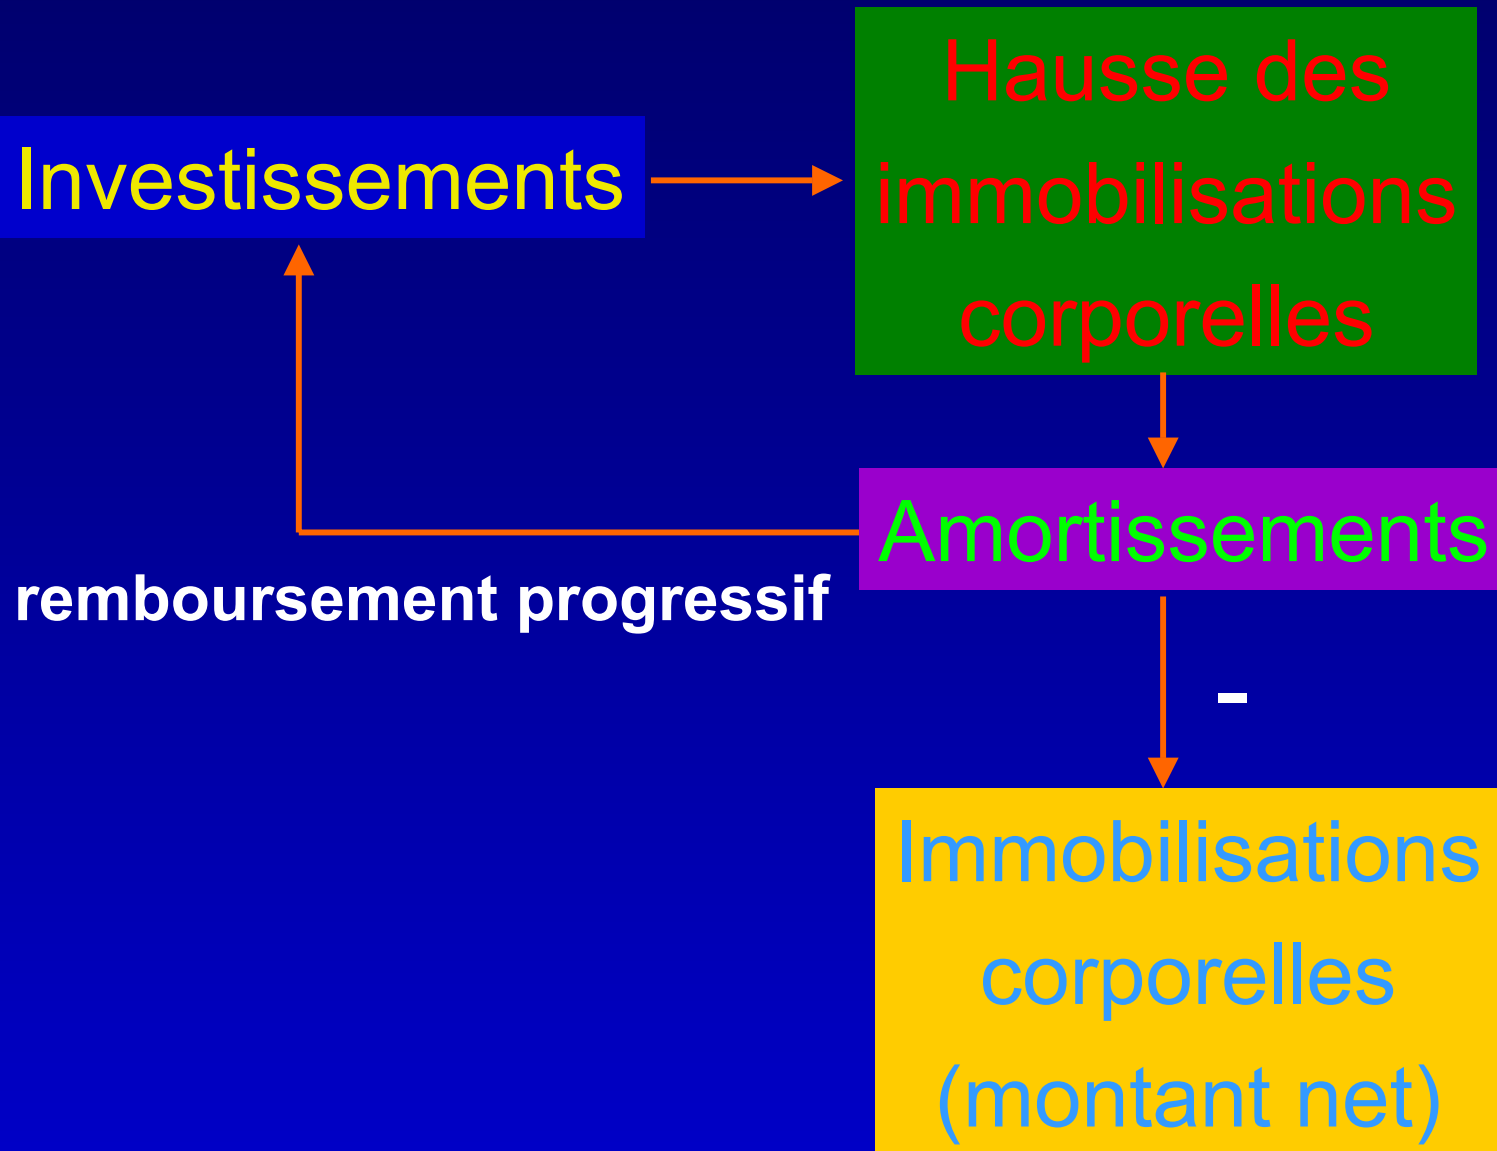 Investissements
Hausse des
immobilisations
corporelles
Amortissements
remboursement progressif
-
Immobilisations
corporelles
(montant net)